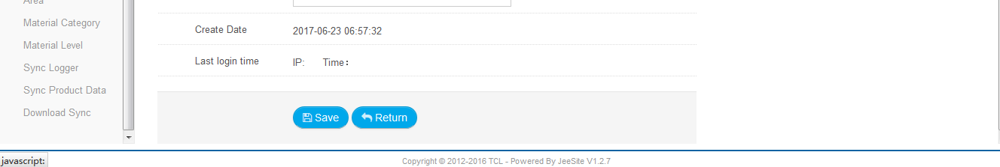 Area
Material Category
Material Level
Sync Logger
Sync Product Data
Download Sync
Create Date 2017-06-23 06:57:32
Last login time IP: Time：
Save Return
javascript:
Copyright © 2012-2016 TCL - Powered By JeeSite V1.2.7